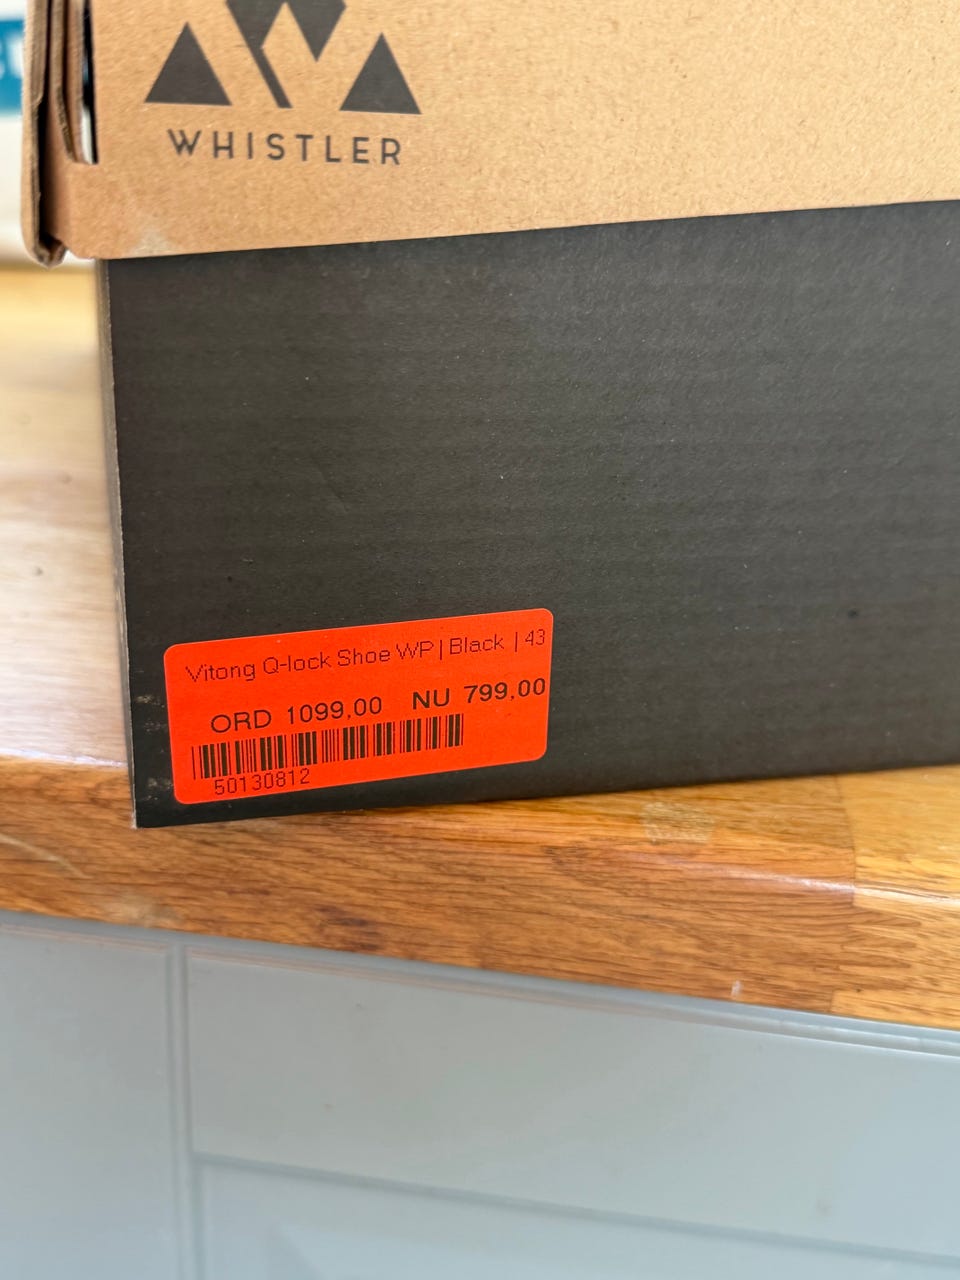 WHISTLER
Vitong Q-lock Shoe WP | Black | 43
ORD 1099,00 NU 799,00
50130812